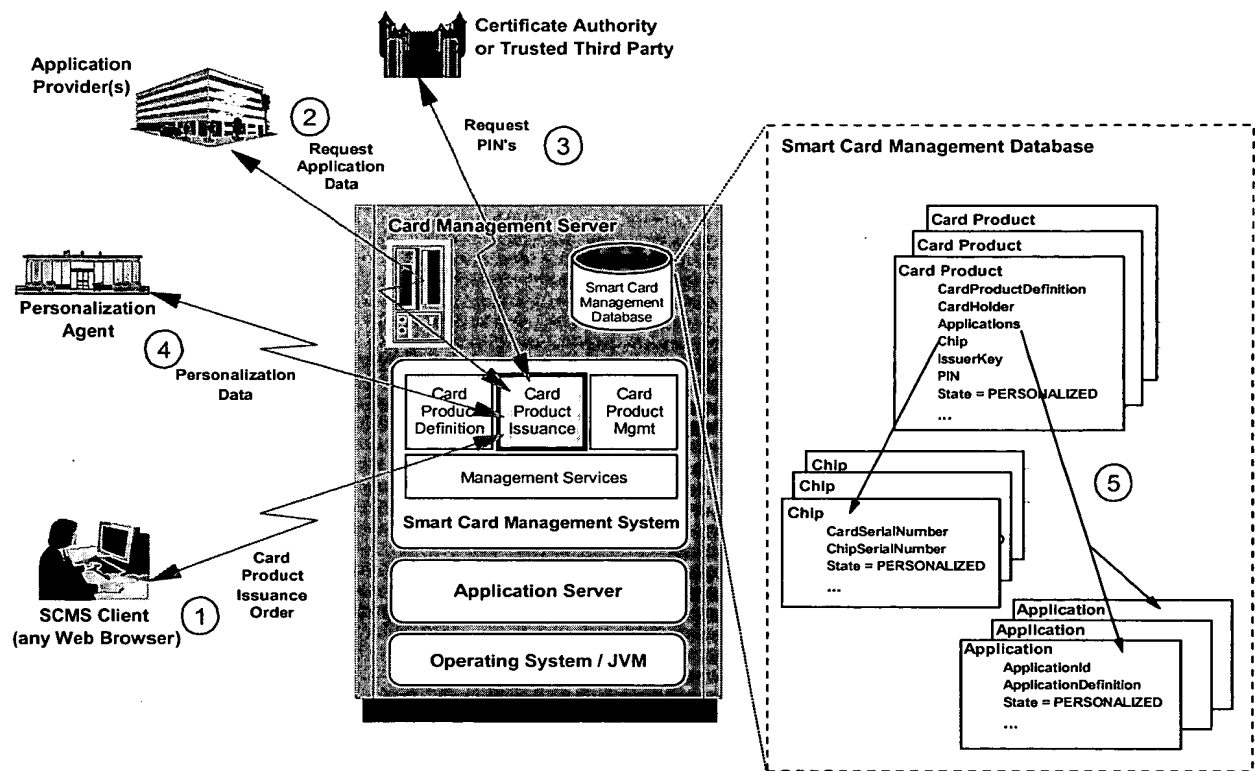 Certificate Authority
or Trusted Third Party
Application
Provider(s)
2
Request
Application
Data
Request
PIN's
3
Smart Card Management Database
Card Management Server
Smart Card
Management
Database
Personalization
Agent
4
Personalization
Data
Card
Product
Definition
Card
Product
Issuance
Card
Product
Mgmt
Management Services
Smart Card Management System
Application Server
Operating System / JVM
SCMS Client
(any Web Browser)
1
Card
Product
Issuance
Order
Card Product
Card Product
Card Product
CardProductDefinition
CardHolder
Applications
Chip
IssuerKey
PIN
State = PERSONALIZED
...
5
Chip
Chip
Chip
CardSerialNumber
ChipSerialNumber
State = PERSONALIZED
...
Application
Application
Application
ApplicationId
ApplicationDefinition
State = PERSONALIZED
...